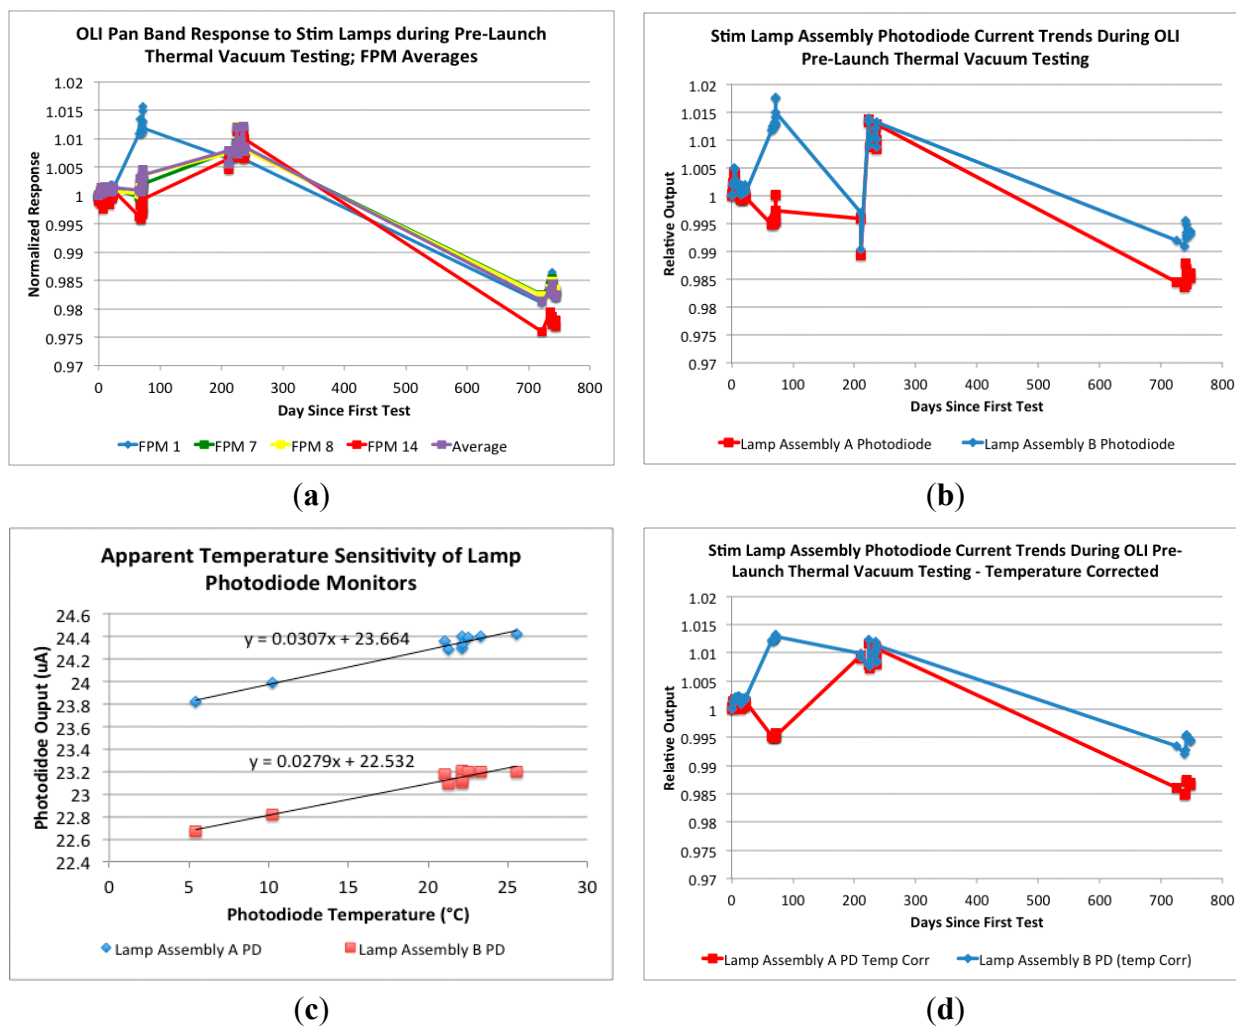 OLI Pan Band Response to Stim Lamps during Pre-Launch
Thermal Vacuum Testing; FPM Averages
Normalized Response
1.02
1.015
1.01
1.005
1
0.995
0.99
0.985
0.98
0.975
0.97
0 100 200 300 400 500 600 700 800
Day Since First Test
FPM 1 FPM 7 FPM 8 FPM 14 Average
(a)
Stim Lamp Assembly Photodiode Current Trends During OLI
Pre-Launch Thermal Vacuum Testing
Relative Output
1.02
1.015
1.01
1.005
1
0.995
0.99
0.985
0.98
0.975
0.97
0 100 200 300 400 500 600 700 800
Days Since First Test
Lamp Assembly A Photodiode Lamp Assembly B Photodiode
(b)
Apparent Temperature Sensitivity of Lamp
Photodiode Monitors
Photodidoe Ouput (uA)
24.6
24.4
24.2
24
23.8
23.6
23.4
23.2
23
22.8
22.6
22.4
y = 0.0307x + 23.664
y = 0.0279x + 22.532
0 5 10 15 20 25 30
Photodiode Temperature (°C)
Lamp Assembly A PD Lamp Assembly B PD
(c)
Stim Lamp Assembly Photodiode Current Trends During OLI Pre-
Launch Thermal Vacuum Testing - Temperature Corrected
Relative Output
1.02
1.015
1.01
1.005
1
0.995
0.99
0.985
0.98
0.975
0.97
0 100 200 300 400 500 600 700 800
Days Since First Test
Lamp Assembly A PD Temp Corr Lamp Assembly B PD (temp Corr)
(d)